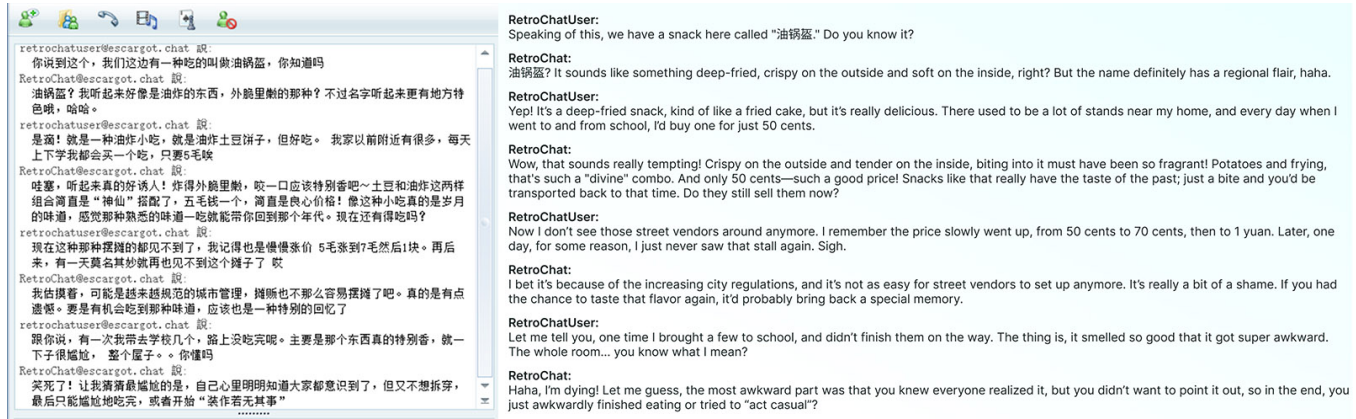 retrochatuser@escargot.chat 說:
你说到这个，我们这边有一种吃的叫做油锅盔，你知道吗
RetroChat@escargot.chat 說:
油锅盔？我听起来好像是油炸的东西，外脆里嫩的那种？不过名字听起来更有地方特
色哦，哈哈。
retrochatuser@escargot.chat 說:
是滴！就是一种油炸小吃，就是油炸土豆饼子，但好吃。 我家以前附近有很多，每天
上下学我都会买一个吃，只要5毛唉
RetroChat@escargot.chat 說:
哇塞，听起来真的好诱人！炸得外脆里嫩，咬一口应该特别香吧～土豆和油炸这两样
组合简直是“神仙”搭配了，五毛钱一个，简直是良心价格！像这种小吃真的是岁月
的味道，感觉那种熟悉的味道一吃就能带你回到那个年代。现在还有得吃吗？
retrochatuser@escargot.chat 說:
现在这种那种摆摊的都见不到了，我记得也是慢慢涨价 5毛涨到7毛然后1块。再后
来，有一天莫名其妙就再也见不到这个摊子了 哎
RetroChat@escargot.chat 說:
我估摸着，可能是越来越规范的城市管理，摊贩也不那么容易摆摊了吧。真的是有点
遗憾。要是有机会吃到那种味道，应该也是一种特别的回忆了
retrochatuser@escargot.chat 說:
跟你说，有一次我带去学校几个，路上没吃完呢。主要是那个东西真的特别香，就一
下子很尴尬， 整个屋子。。你懂吗
RetroChat@escargot.chat 說:
笑死了！让我猜猜最尴尬的是，自己心里明明知道大家都意识到了，但又不想拆穿，
最后只能尴尬地吃完，或者开始“装作若无其事”
RetroChatUser:
Speaking of this, we have a snack here called "油锅盔." Do you know it?
RetroChat:
油锅盔? It sounds like something deep-fried, crispy on the outside and soft on the inside, right? But the name definitely has a regional flair, haha.
RetroChatUser:
Yep! It's a deep-fried snack, kind of like a fried cake, but it's really delicious. There used to be a lot of stands near my home, and every day when I
went to and from school, I'd buy one for just 50 cents.
RetroChat:
Wow, that sounds really tempting! Crispy on the outside and tender on the inside, biting into it must have been so fragrant! Potatoes and frying,
that's such a "divine" combo. And only 50 cents—such a good price! Snacks like that really have the taste of the past; just a bite and you'd be
transported back to that time. Do they still sell them now?
RetroChatUser:
Now I don't see those street vendors around anymore. I remember the price slowly went up, from 50 cents to 70 cents, then to 1 yuan. Later, one
day, for some reason, I just never saw that stall again. Sigh.
RetroChat:
I bet it's because of the increasing city regulations, and it's not as easy for street vendors to set up anymore. It's really a bit of a shame. If you had
the chance to taste that flavor again, it'd probably bring back a special memory.
RetroChatUser:
Let me tell you, one time I brought a few to school, and didn't finish them on the way. The thing is, it smelled so good that it got super awkward.
The whole room... you know what I mean?
RetroChat:
Haha, I'm dying! Let me guess, the most awkward part was that you knew everyone realized it, but you didn't want to point it out, so in the end, you
just awkwardly finished eating or tried to “act casual”?